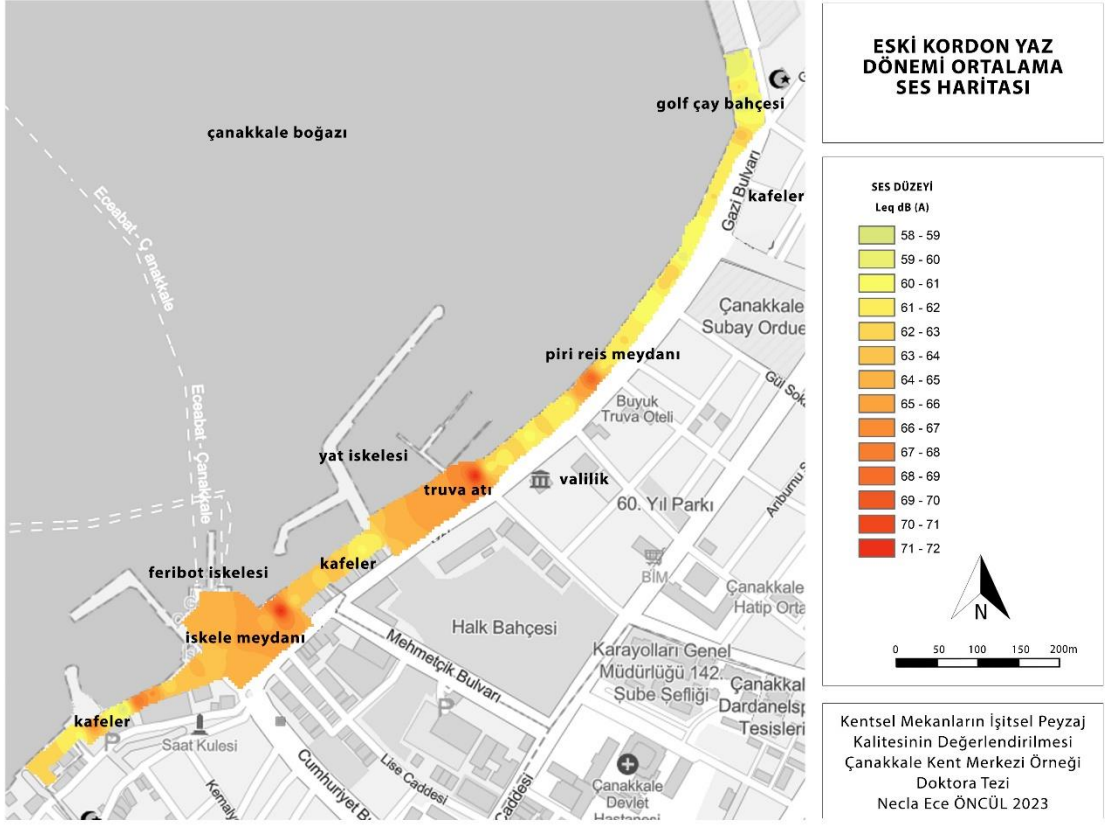 ESKİ KORDON YAZ
DÖNEMİ ORTALAMA
SES HARİTASI
SES DÜZEYİ
Leq dB (A)
58 - 59
59 - 60
60 - 61
61 - 62
62 - 63
63 - 64
64 - 65
65 - 66
66 - 67
67 - 68
68 - 69
69 - 70
70 - 71
71 - 72
N
0 50 100 150 200m
Kentsel Mekanların İşitsel Peyzaj
Kalitesinin Değerlendirilmesi
Çanakkale Kent Merkezi Örneği
Doktora Tezi
Necla Ece ÖNCÜL 2023
golf çay bahçesi
çanakkale boğazı
Gazi Bulvarı
kafeler
Eceabat - Çanakkale
Çanakkale
Subay Ordue
piri reis meydanı
Gül Sok
Buyuk
Truva Oteli
Eceabat - Çanakkale
yat iskelesi
truva atı
valilik
60. Yıl Parkı
Arıburnu S
BİM
kafeler
feribot iskelesi
Çanakkale
Hatip Orta
iskele meydanı
Halk Bahçesi
Mehmetçik Bulvarı
Karayolları Genel
Müdürlüğü 142.
Şube Şefliği
Çanakkal
Dardanelsp
Tesisleri
kafeler
P
P
Saat Kulesi
Cumhuriyet B
Lise Caddesi
Caddesi
Kemaly
Çanakkale
Devlet
Hastanesi